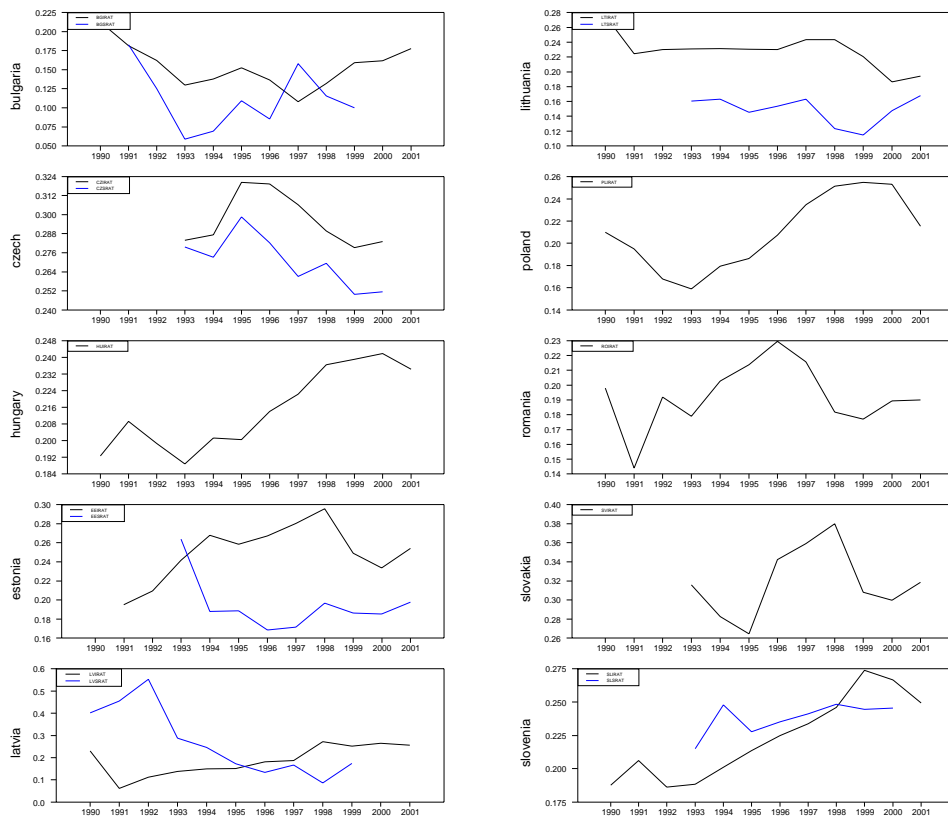 bulgaria
BGIRAT
BGSRAT
0.225
0.200
0.175
0.150
0.125
0.100
0.075
0.050
1990 1991 1992 1993 1994 1995 1996 1997 1998 1999 2000 2001
lithuania
LTIRAT
LTSRAT
0.28
0.26
0.24
0.22
0.20
0.18
0.16
0.14
0.12
0.10
1990 1991 1992 1993 1994 1995 1996 1997 1998 1999 2000 2001
czech
CZIRAT
CZSRAT
0.324
0.312
0.300
0.288
0.276
0.264
0.252
0.240
1990 1991 1992 1993 1994 1995 1996 1997 1998 1999 2000 2001
poland
PLIRAT
0.26
0.24
0.22
0.20
0.18
0.16
0.14
1990 1991 1992 1993 1994 1995 1996 1997 1998 1999 2000 2001
hungary
HUIRAT
0.248
0.240
0.232
0.224
0.216
0.208
0.200
0.192
0.184
1990 1991 1992 1993 1994 1995 1996 1997 1998 1999 2000 2001
romania
ROIRAT
0.23
0.22
0.21
0.20
0.19
0.18
0.17
0.16
0.15
0.14
1990 1991 1992 1993 1994 1995 1996 1997 1998 1999 2000 2001
estonia
EEIRAT
EESRAT
0.30
0.28
0.26
0.24
0.22
0.20
0.18
0.16
1990 1991 1992 1993 1994 1995 1996 1997 1998 1999 2000 2001
slovakia
SVIRAT
0.40
0.38
0.36
0.34
0.32
0.30
0.28
0.26
1990 1991 1992 1993 1994 1995 1996 1997 1998 1999 2000 2001
latvia
LVIRAT
LVSRAT
0.6
0.5
0.4
0.3
0.2
0.1
0.0
1990 1991 1992 1993 1994 1995 1996 1997 1998 1999 2000 2001
slovenia
SLIRAT
SLSRAT
0.275
0.250
0.225
0.200
0.175
1990 1991 1992 1993 1994 1995 1996 1997 1998 1999 2000 2001